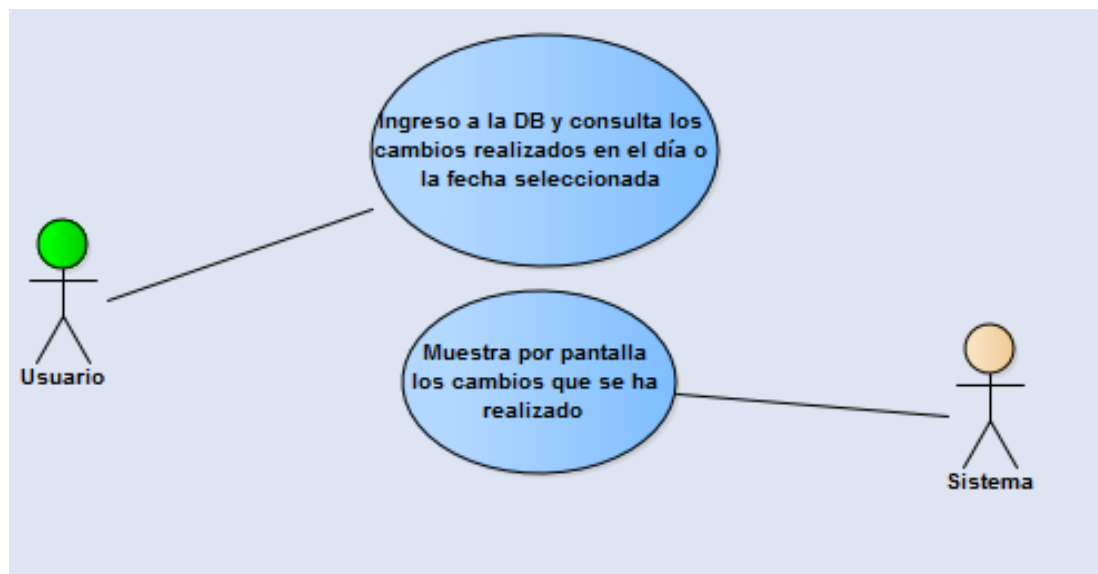 Ingreso a la DB y consulta los
cambios realizados en el día o
la fecha seleccionada
Muestra por pantalla
los cambios que se ha
realizado
Usuario
Sistema